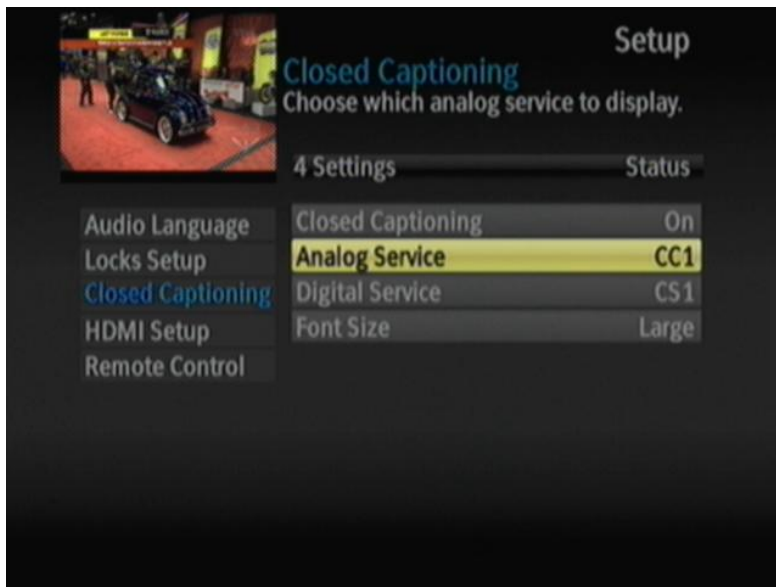 Setup
Closed Captioning
Choose which analog service to display.
4 Settings Status
Audio Language
Locks Setup
Closed Captioning
HDMI Setup
Remote Control
Closed Captioning On
Analog Service CC1
Digital Service CS1
Font Size Large